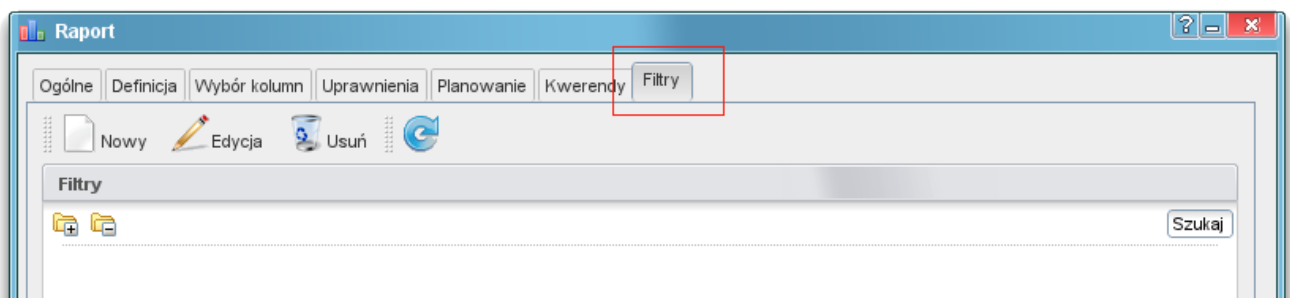 Raport
Ogólne Definicja Wybór kolumn Uprawnienia Planowanie Kwerendy Filtry
Nowy Edycja Usuń
Filtry
Szukaj